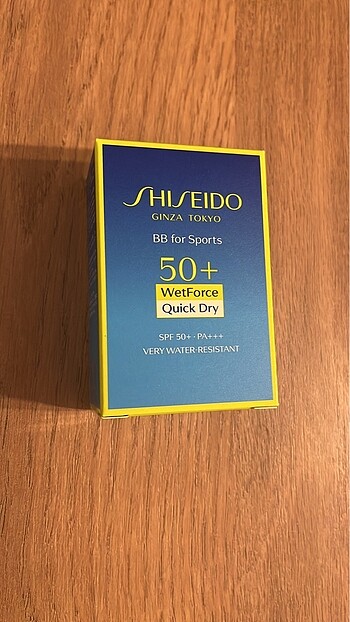 SHISEIDO
GINZA TOKYO
BB for Sports
50+
WetForce
Quick Dry
SPF 50+・PA+++
VERY WATER-RESISTANT